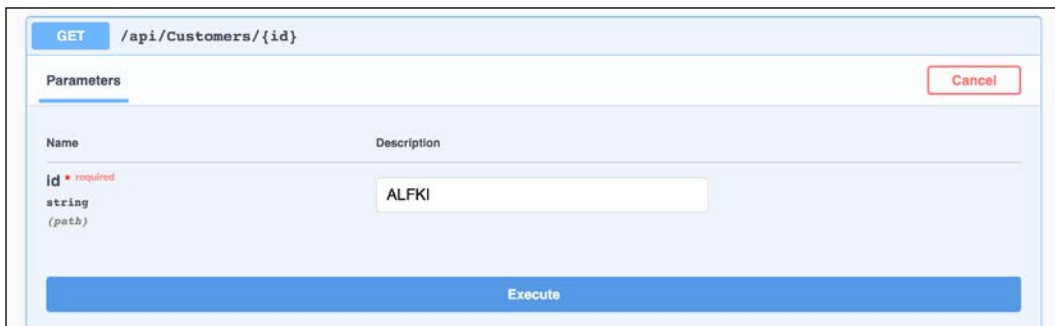 GET /api/Customers/{id}
Parameters
Cancel
Name Description
id * required
ALFKI
string
(path)
Execute